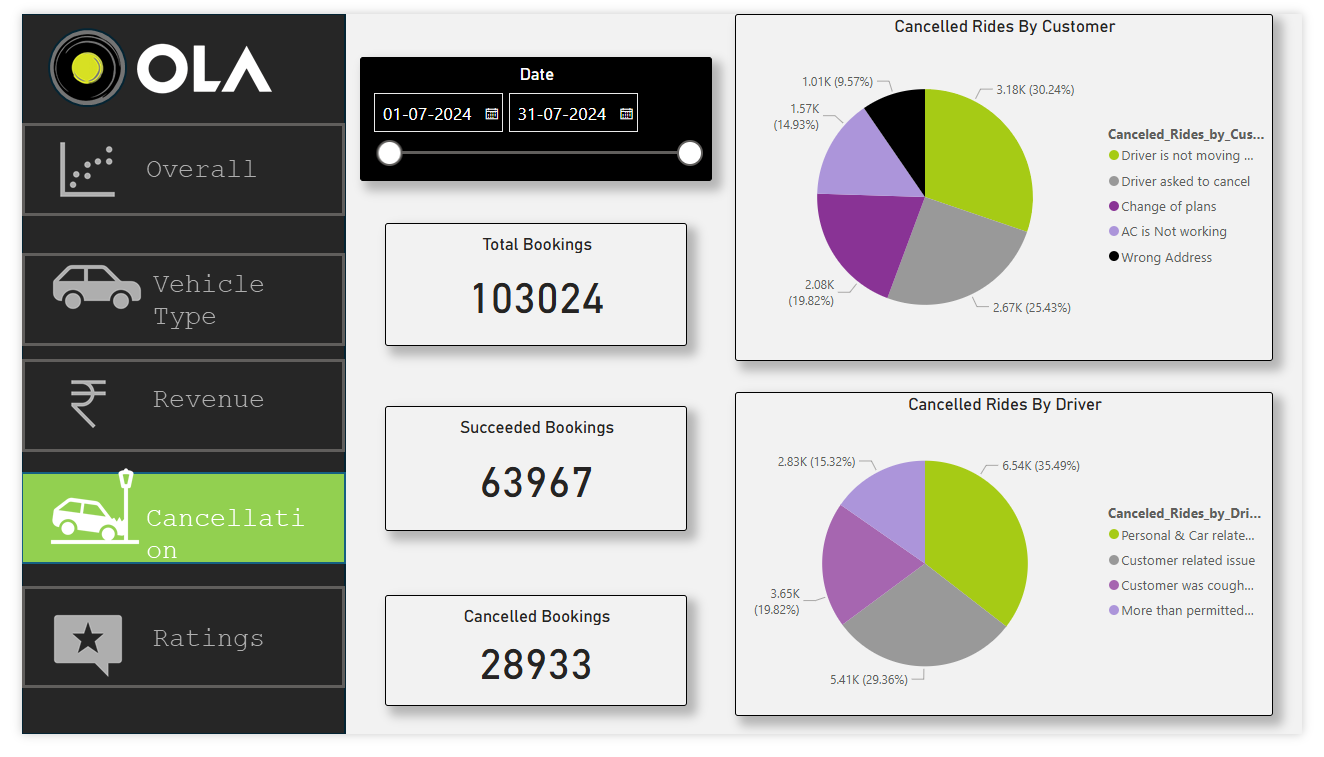 OLA
Overall
Vehicle
Type
Revenue
Cancellati
on
Ratings
Date
01-07-2024
31-07-2024
Total Bookings
103024
Succeeded Bookings
63967
Cancelled Bookings
28933
Cancelled Rides By Customer
1.01K (9.57%)
3.18K (30.24%)
1.57K
(14.93%)
2.08K
(19.82%)
2.67K (25.43%)
Canceled_Rides_by_Cus...
Driver is not moving ...
Driver asked to cancel
Change of plans
AC is Not working
Wrong Address
Cancelled Rides By Driver
2.83K (15.32%)
6.54K (35.49%)
3.65K
(19.82%)
5.41K (29.36%)
Canceled_Rides_by_Dri...
Personal & Car relate...
Customer related issue
Customer was cough...
More than permitted...